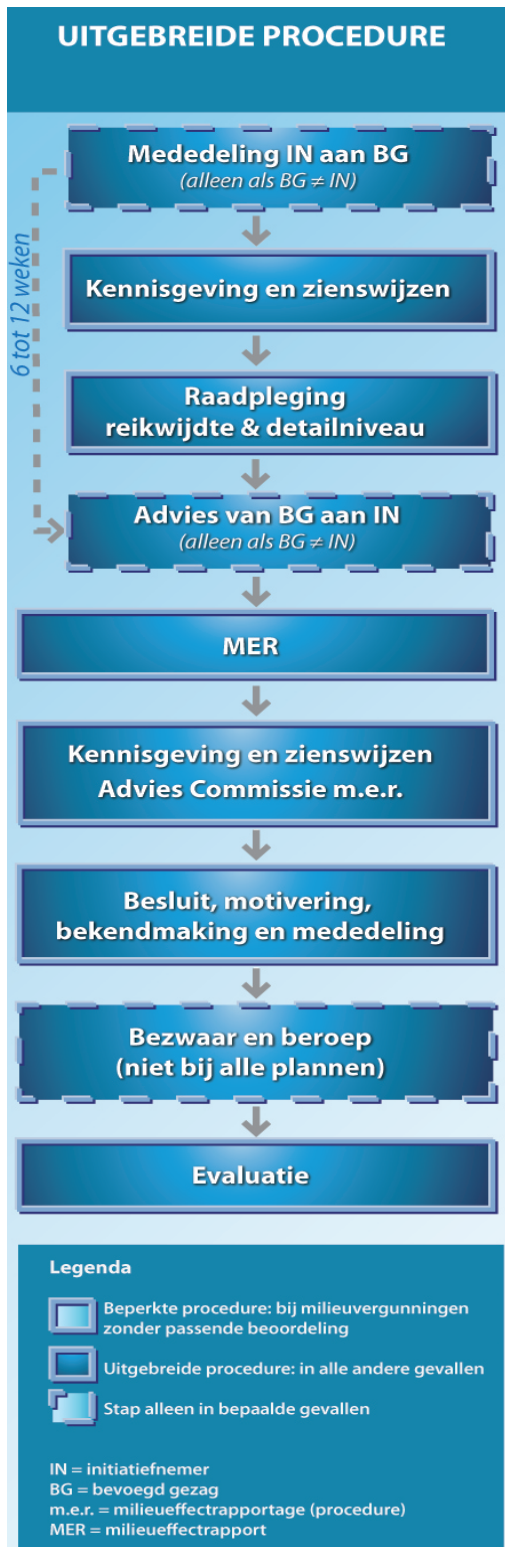 UITGEBREIDE PROCEDURE
Mededeling IN aan BG
(alleen als BG ≠ IN)
6 tot 12 weken
Kennisgeving en zienswijzen
Raadpleging
reikwijdte & detailniveau
Advies van BG aan IN
(alleen als BG ≠ IN)
MER
Kennisgeving en zienswijzen
Advies Commissie m.e.r.
Besluit, motivering,
bekendmaking en mededeling
Bezwaar en beroep
(niet bij alle plannen)
Evaluatie
Legenda
Beperkte procedure: bij milieuvergunningen
zonder passende beoordeling
Uitgebreide procedure: in alle andere gevallen
Stap alleen in bepaalde gevallen
IN = initiatiefnemer
BG = bevoegd gezag
m.e.r. = milieueffectrapportage (procedure)
MER = milieueffectrapport